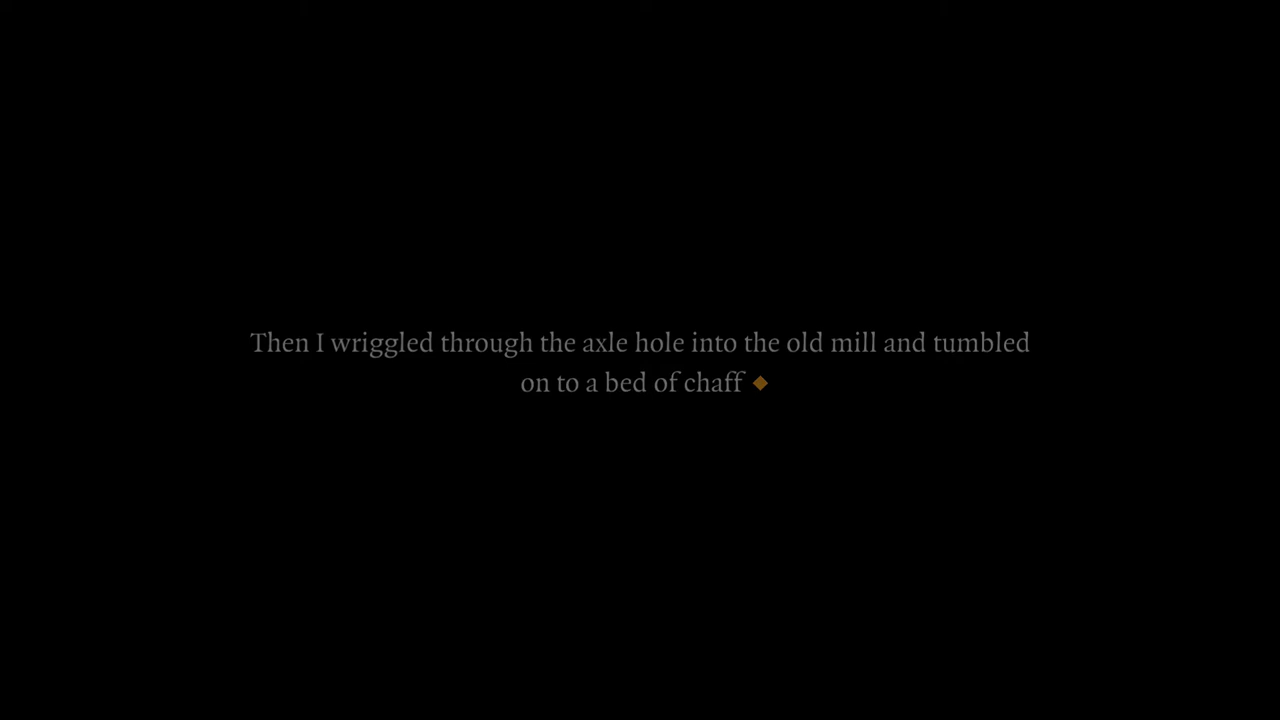 Then I wriggled through the axle hole into the old mill and tumbled
on to a bed of chaff